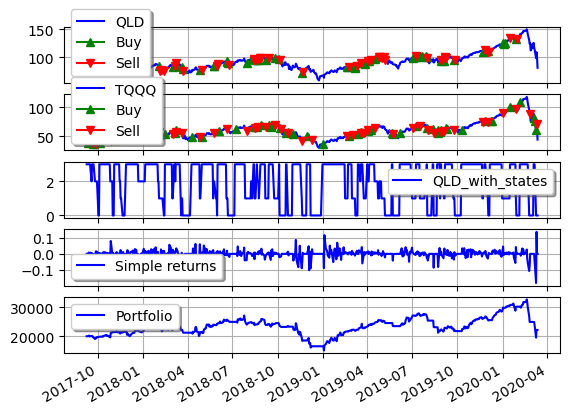 QLD
Buy
Sell
150
100
TQQQ
Buy
Sell
100
50
QLD_with_states
2
0
0.1
0.0
−0.1
Simple returns
Portfolio
30000
20000
2017-10
2018-01
2018-04
2018-07
2018-10
2019-01
2019-04
2019-07
2019-10
2020-01
2020-04